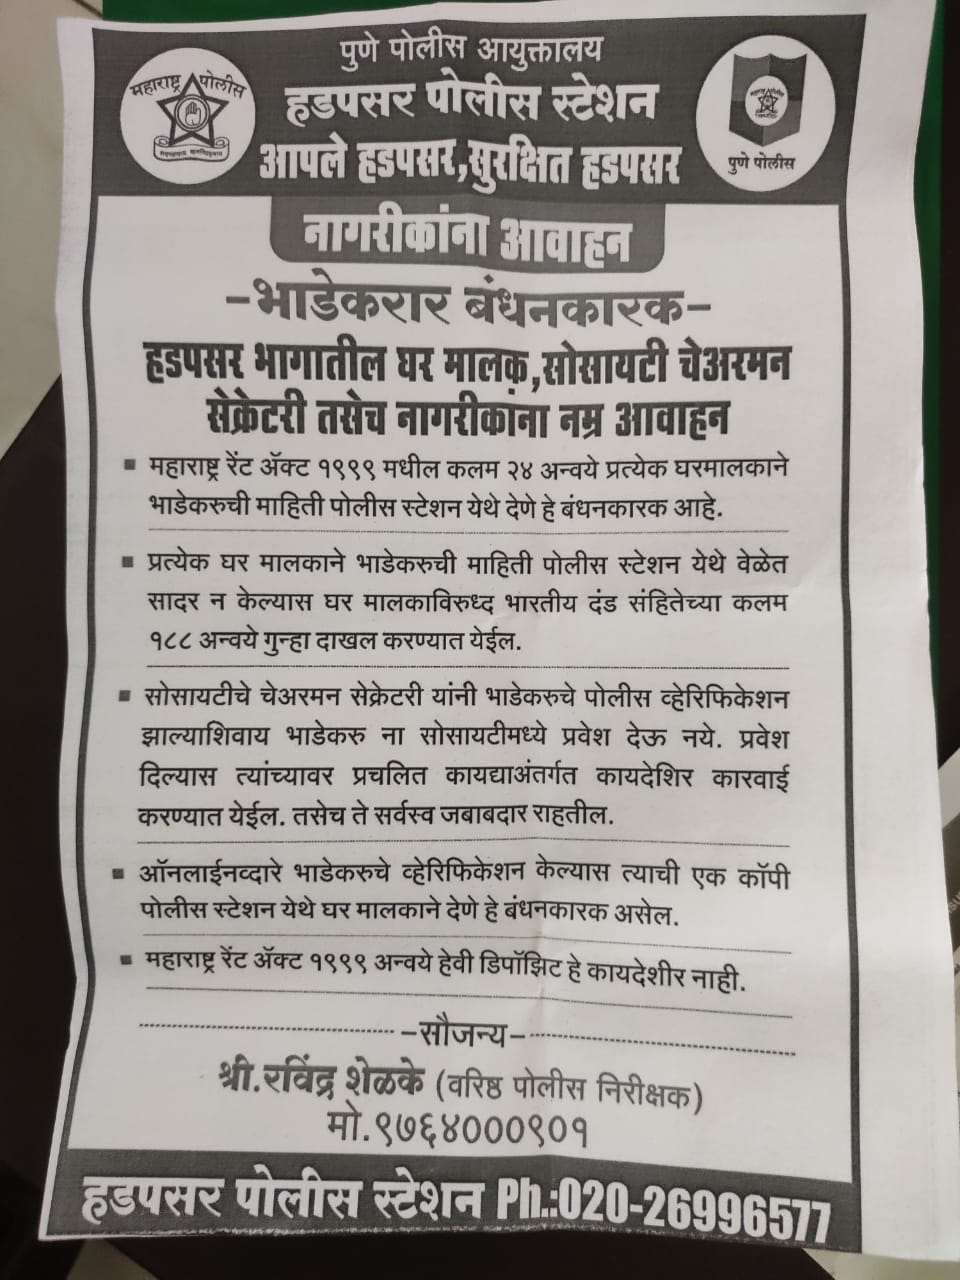 पुणे पोलीस आयुक्तालय
हडपसर पोलीस स्टेशन
आपले हडपसर,सुरक्षित हडपसर
महाराष्ट्र पोलीस
पुणे पोलीस
नागरीकांना आवाहन
-भाडेकरार बंधनकारक-
हडपसर भागातील घर मालक,सोसायटी चेअरमन
सेक्रेटरी तसेच नागरीकांना नम्र आवाहन
▪ महाराष्ट्र रेंट ॲक्ट १९९९ मधील कलम २४ अन्वये प्रत्येक घरमालकाने
भाडेकरुची माहिती पोलीस स्टेशन येथे देणे हे बंधनकारक आहे.
▪ प्रत्येक घर मालकाने भाडेकरुची माहिती पोलीस स्टेशन येथे वेळेत
सादर न केल्यास घर मालकाविरुध्द भारतीय दंड संहितेच्या कलम
१८८ अन्वये गुन्हा दाखल करण्यात येईल.
▪ सोसायटीचे चेअरमन सेक्रेटरी यांनी भाडेकरुचे पोलीस व्हेरिफिकेशन
झाल्याशिवाय भाडेकरु ना सोसायटीमध्ये प्रवेश देऊ नये. प्रवेश
दिल्यास त्यांच्यावर प्रचलित कायद्याअंतर्गत कायदेशिर कारवाई
करण्यात येईल. तसेच ते सर्वस्व जबाबदार राहतील.
▪ ऑनलाईनव्दारे भाडेकरुचे व्हेरिफिकेशन केल्यास त्याची एक कॉपी
पोलीस स्टेशन येथे घर मालकाने देणे हे बंधनकारक असेल.
▪ महाराष्ट्र रेंट ॲक्ट १९९९ अन्वये हेवी डिपॉझिट हे कायदेशीर नाही.
-सौजन्य-
श्री.रविंद्र शेळके (वरिष्ठ पोलीस निरीक्षक)
मो.९७६४०००९०१
हडपसर पोलीस स्टेशन Ph.:020-26996577